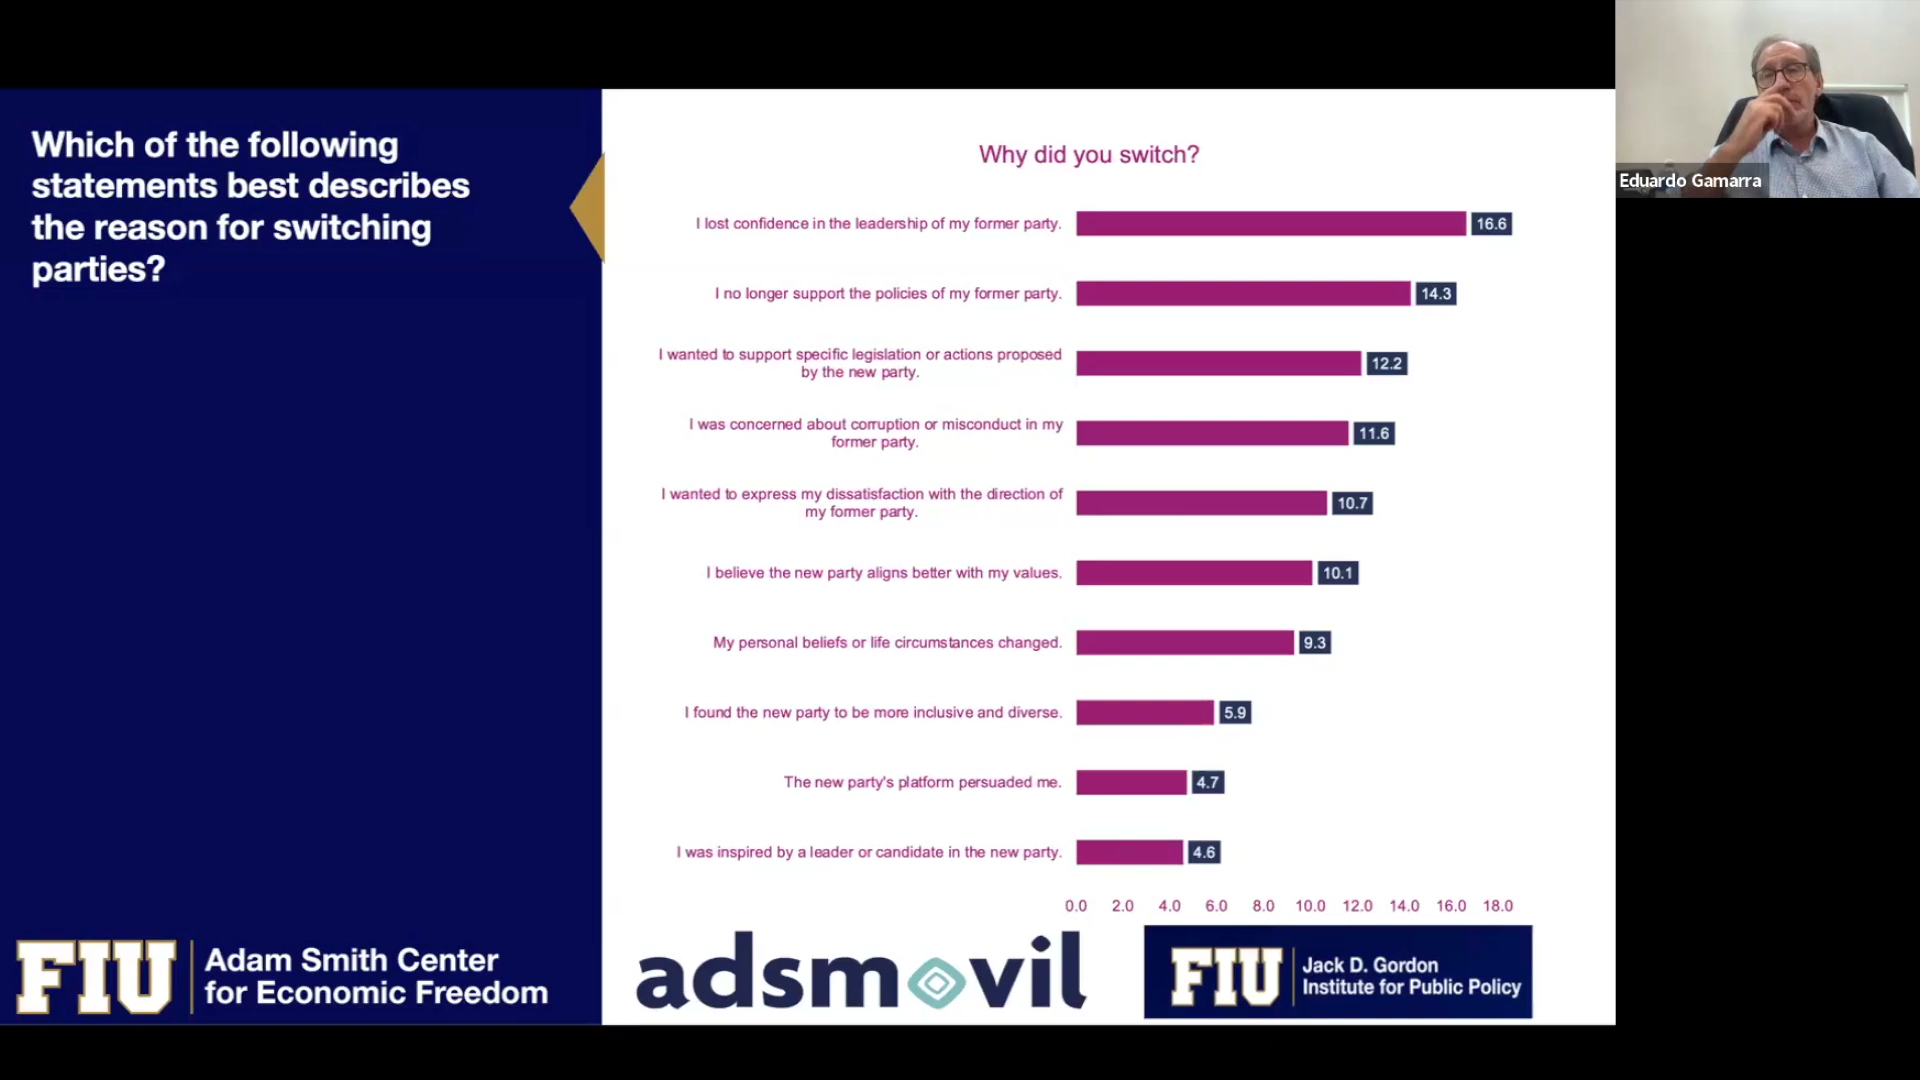 Which of the following
statements best describes
the reason for switching
parties?
Why did you switch?
I lost confidence in the leadership of my former party.
16.6
I no longer support the policies of my former party.
14.3
I wanted to support specific legislation or actions proposed
by the new party.
12.2
I was concerned about corruption or misconduct in my
former party.
11.6
I wanted to express my dissatisfaction with the direction of
my former party.
10.7
I believe the new party aligns better with my values.
10.1
My personal beliefs or life circumstances changed.
9.3
I found the new party to be more inclusive and diverse.
5.9
The new party's platform persuaded me.
4.7
I was inspired by a leader or candidate in the new party.
4.6
0.0 2.0 4.0 6.0 8.0 10.0 12.0 14.0 16.0 18.0
FIU
Adam Smith Center
for Economic Freedom
adsmovil
FIU
Jack D. Gordon
Institute for Public Policy
Eduardo Gamarra